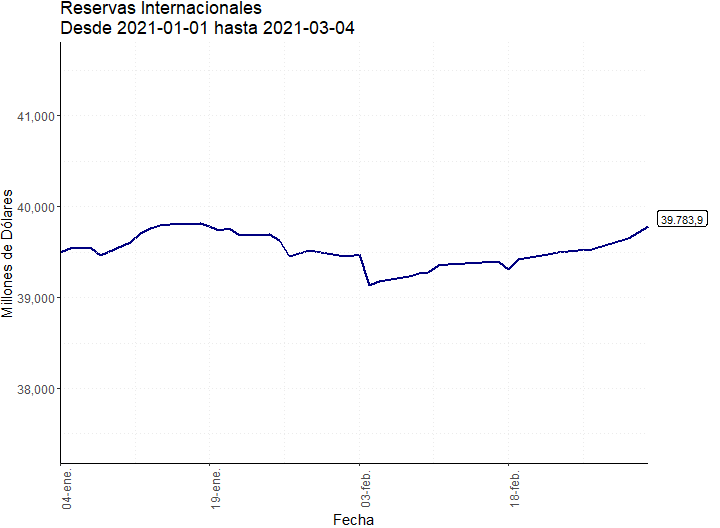 Reservas Internacionales
Desde 2021-01-01 hasta 2021-03-04
Millones de Dólares
41,000
40,000
39,000
38,000
39.783,9
04-ene.
19-ene.
03-feb.
18-feb.
Fecha